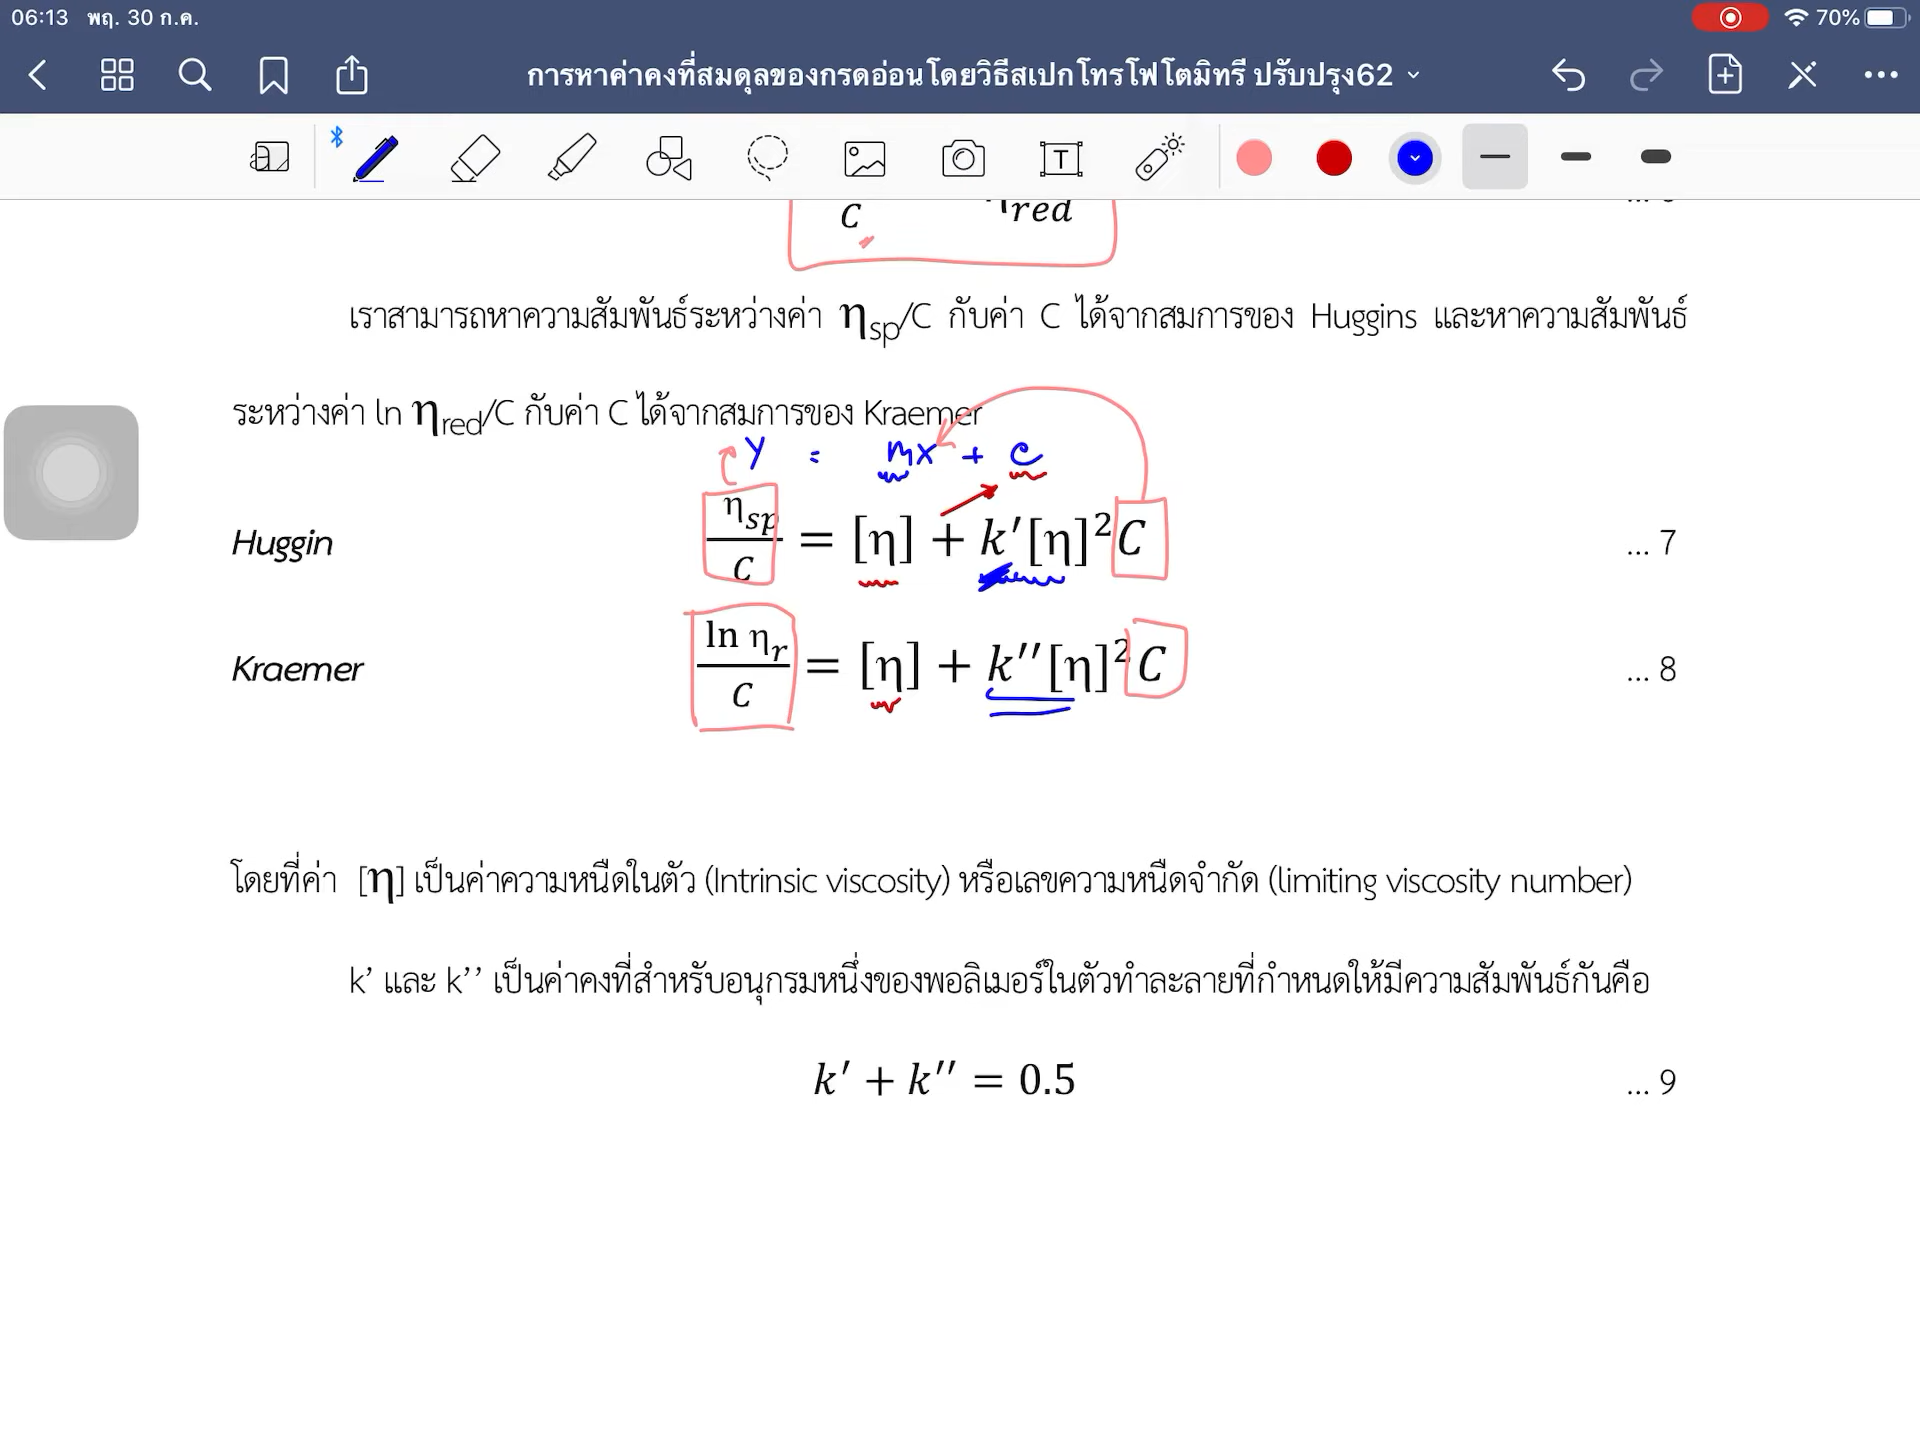 06:13 พฤ. 30 ก.ค. 70%
การหาค่าคงที่สมดุลของกรดอ่อนโดยวิธีสเปกโทรโฟโตมิทรี ปรับปรุง62
a T
C ηred
เราสามารถหาความสัมพันธ์ระหว่างค่า ηsp/C กับค่า C ได้จากสมการของ Huggins และหาความสัมพันธ์
ระหว่างค่า ln ηred/C กับค่า C ได้จากสมการของ Kraemer
y = mx + c
Huggin ηsp/C = [η] + k′[η]²C ... 7
Kraemer ln ηr/C = [η] + k′′[η]²C ... 8
โดยที่ค่า [η] เป็นค่าความหนืดในตัว (Intrinsic viscosity) หรือเลขความหนืดจำกัด (limiting viscosity number)
k’ และ k’’ เป็นค่าคงที่สำหรับอนุกรมหนึ่งของพอลิเมอร์ในตัวทำละลายที่กำหนดให้มีความสัมพันธ์กันคือ
k′ + k′′ = 0.5 ... 9